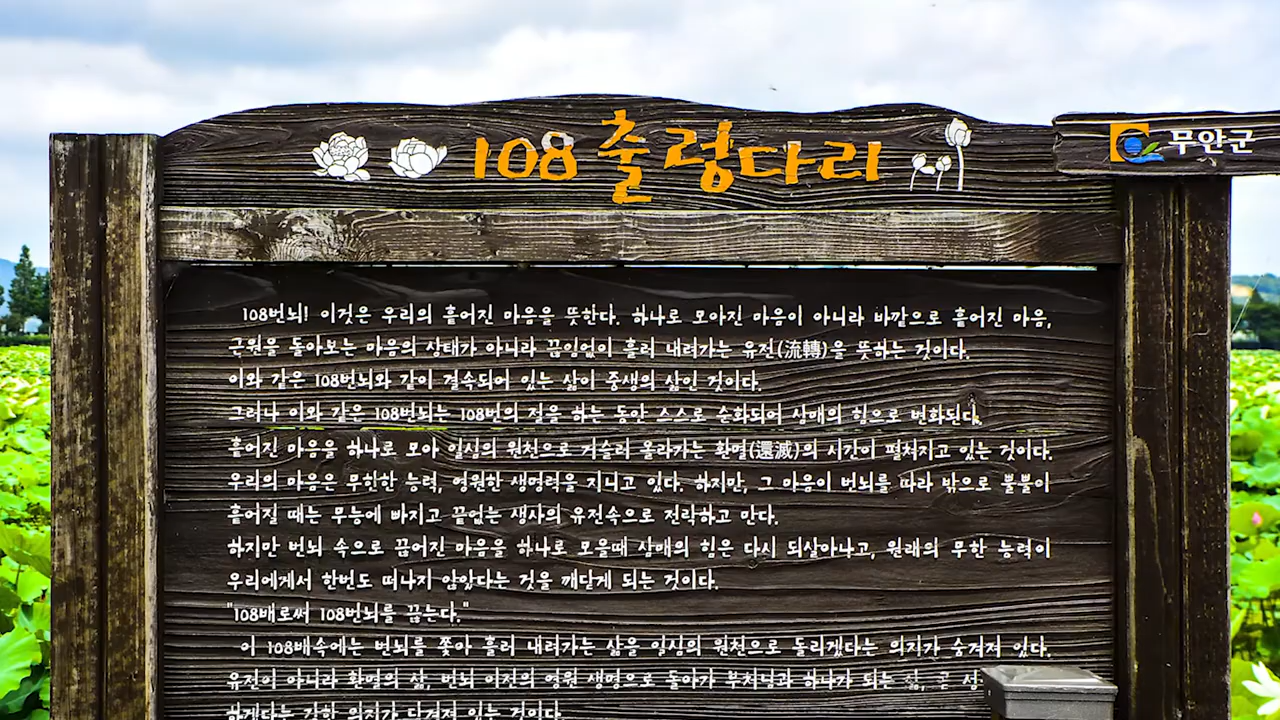 108 출렁다리
무안군
108번뇌! 이것은 우리의 흩어진 마음을 뜻한다. 하나로 모아진 마음이 아니라 바깥으로 흩어진 마음,
근원을 돌아보는 마음의 상태가 아니라 끊임없이 흘러 내려가는 유전(流轉)을 뜻하는 것이다.
이와 같은 108번뇌와 같이 결속되어 있는 삶이 중생의 삶인 것이다.
그러나 이와 같은 108번뇌는 108번의 절을 하는 동안 스스로 순화되어 삼매의 힘으로 변화된다.
흩어진 마음을 하나로 모아 일심의 원천으로 거슬러 올라가는 환멸(還滅)의 시간이 펼쳐지고 있는 것이다.
우리의 마음은 무한한 능력, 영원한 생명력을 지니고 있다. 하지만, 그 마음이 번뇌를 따라 밖으로 뿔뿔이
흩어질 때는 무능에 빠지고 끝없는 생사의 유전속으로 전락하고 만다.
하지만 번뇌 속으로 흩어진 마음을 하나로 모을때 삼매의 힘은 다시 되살아나고, 원래의 무한 능력이
우리에게서 한번도 떠나지 않았다는 것을 깨닫게 되는 것이다.
"108배로써 108번뇌를 끊는다."
이 108배속에는 번뇌를 쫓아 흘러 내려가는 삶을 일심의 원천으로 돌리겠다는 의지가 숨겨져 있다.
유전이 아니라 환멸의 삶, 번뇌 이전의 영원 생명으로 돌아가 부처님과 하나가 되는 삶, 곧 성
하겠다는 강한 의지가 담겨져 있는 것이다.